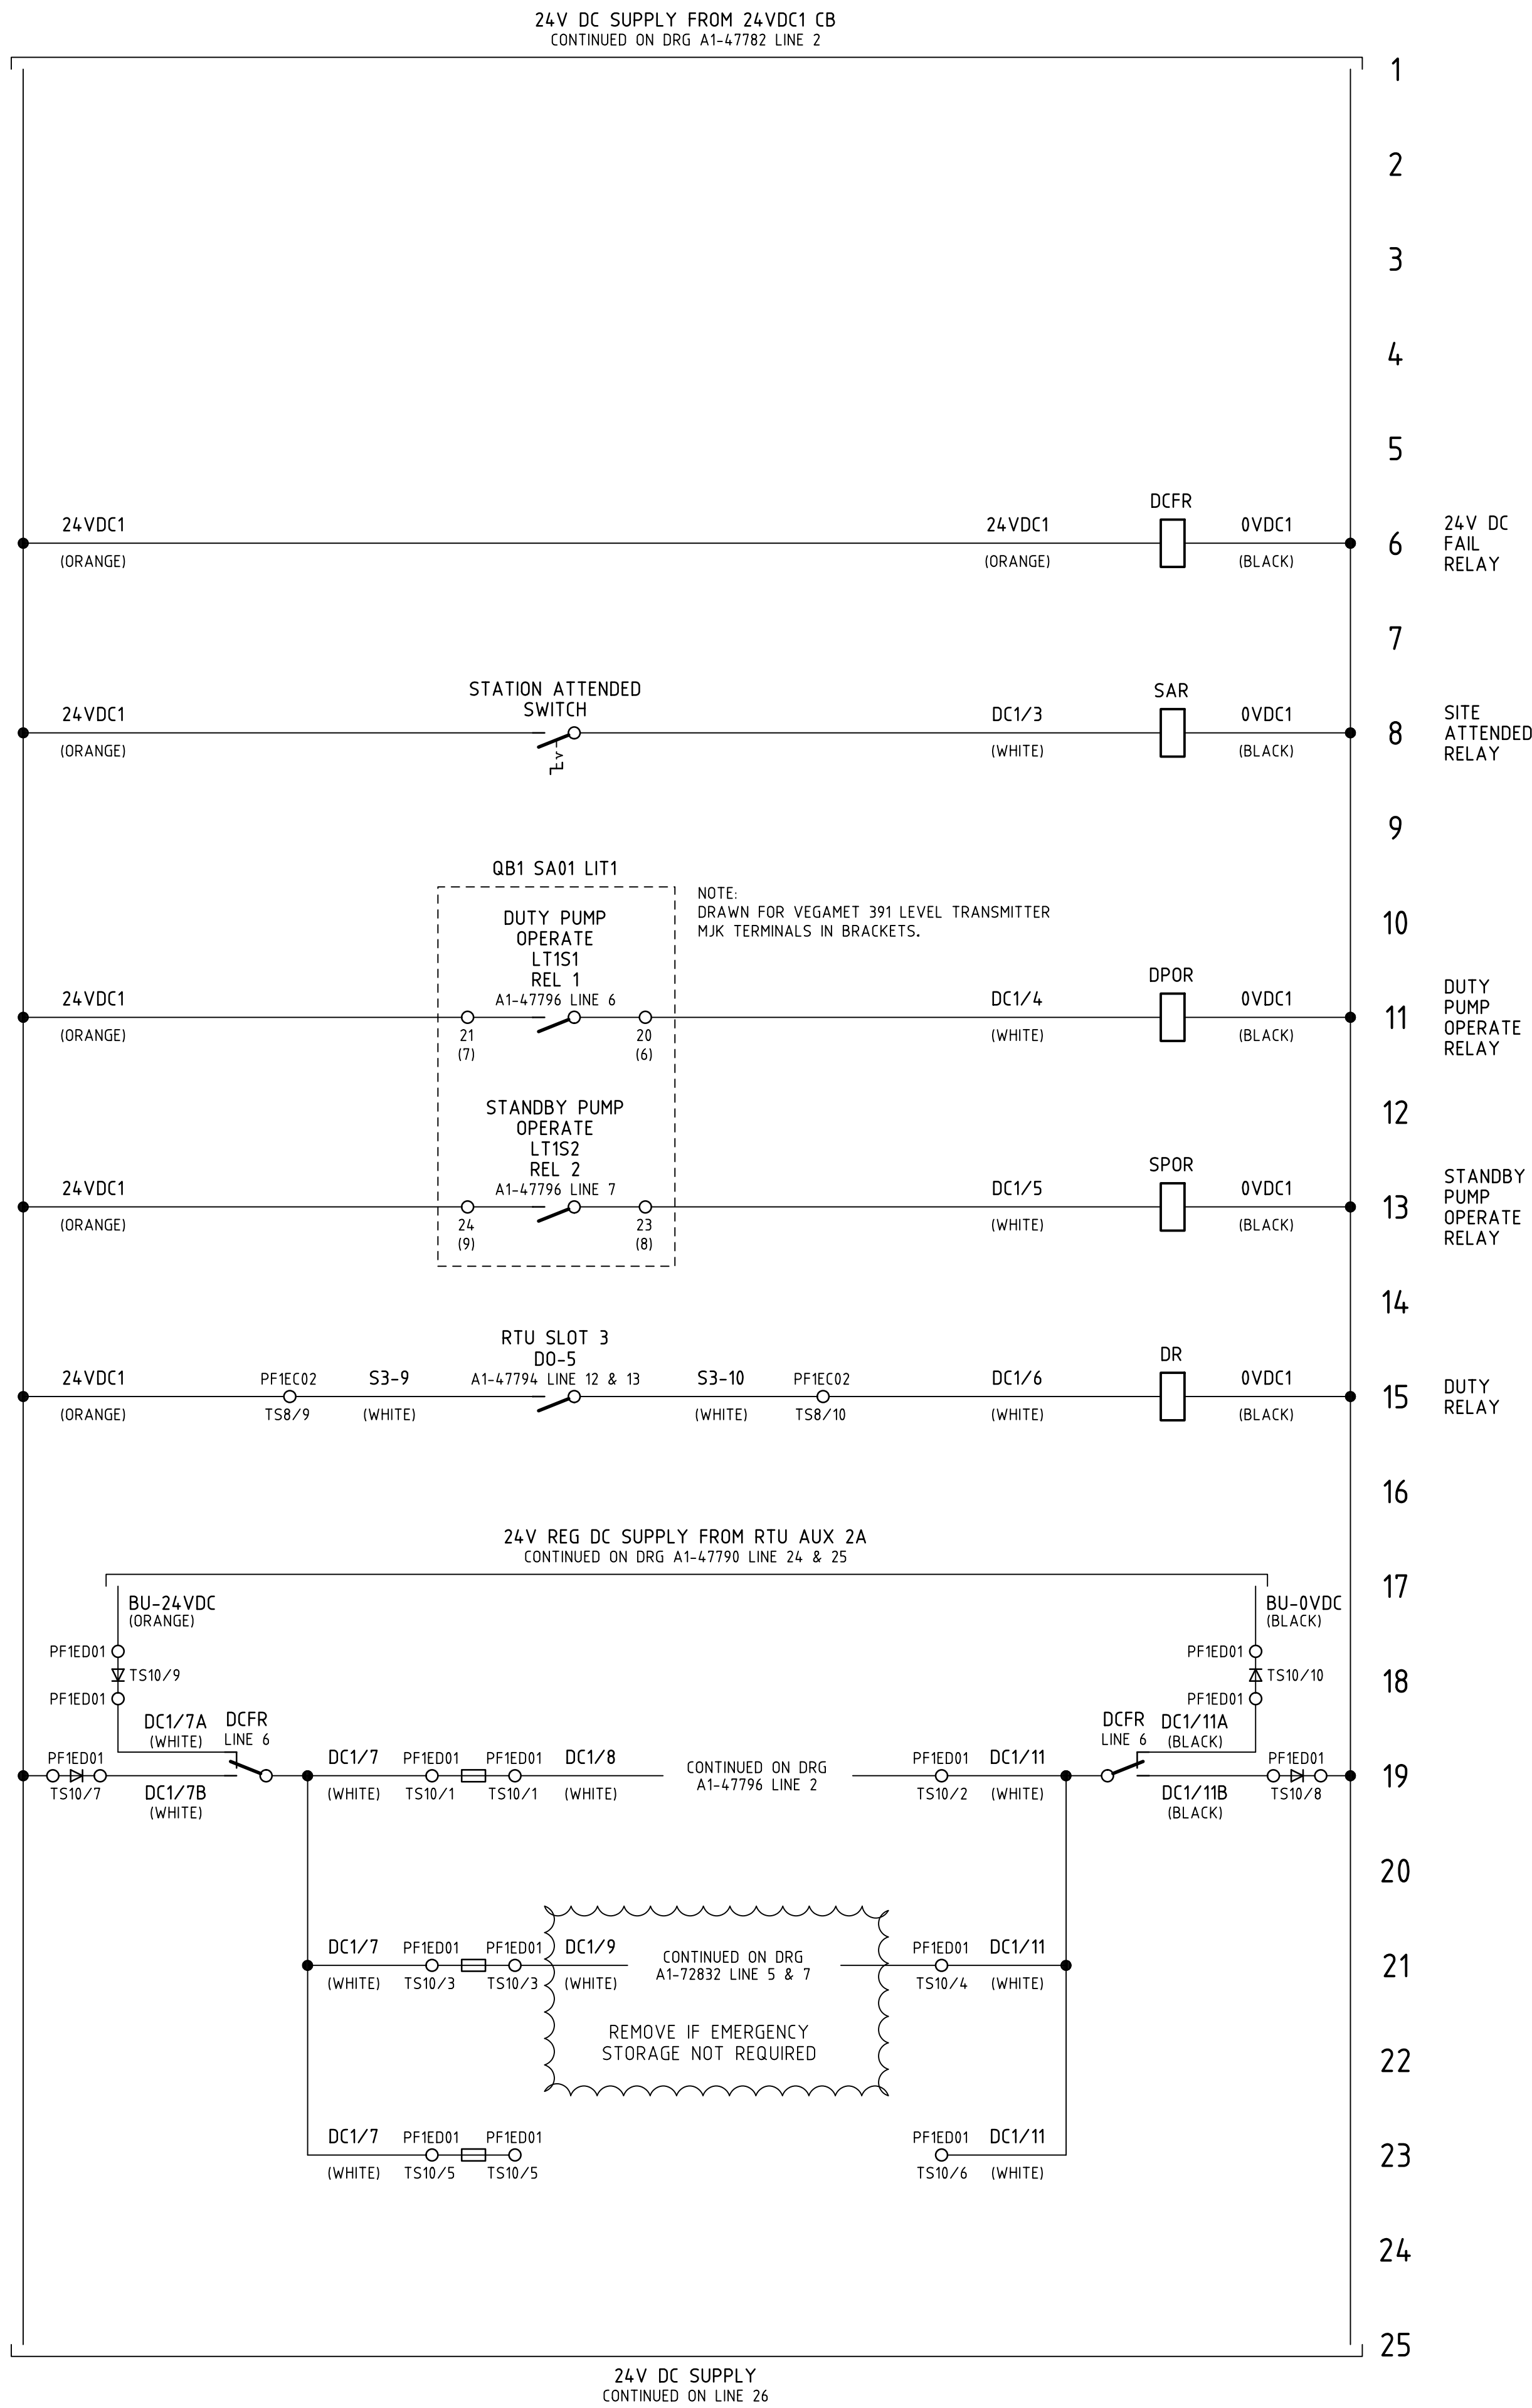 24V DC SUPPLY FROM 24VDC1 CB
CONTINUED ON DRG A1-47782 LINE 2
1
2
3
4
5
DCFR
24VDC1
24VDC1
0VDC1
(ORANGE)
(ORANGE)
(BLACK)
6
24V DC
FAIL
RELAY
7
STATION ATTENDED
SWITCH
SAR
24VDC1
DC1/3
0VDC1
(ORANGE)
(WHITE)
(BLACK)
8
SITE
ATTENDED
RELAY
9
QB1 SA01 LIT1
NOTE:
DRAWN FOR VEGAMET 391 LEVEL TRANSMITTER
MJK TERMINALS IN BRACKETS.
10
DUTY PUMP
OPERATE
LT1S1
REL 1
A1-47796 LINE 6
DPOR
24VDC1
DC1/4
0VDC1
(ORANGE)
21
(7)
20
(6)
(WHITE)
(BLACK)
11
DUTY
PUMP
OPERATE
RELAY
12
STANDBY PUMP
OPERATE
LT1S2
REL 2
A1-47796 LINE 7
SPOR
24VDC1
DC1/5
0VDC1
(ORANGE)
24
(9)
23
(8)
(WHITE)
(BLACK)
13
STANDBY
PUMP
OPERATE
RELAY
14
RTU SLOT 3
DO-5
A1-47794 LINE 12 & 13
DR
24VDC1
PF1EC02
S3-9
S3-10
PF1EC02
DC1/6
0VDC1
(ORANGE)
TS8/9
(WHITE)
(WHITE)
TS8/10
(WHITE)
(BLACK)
15
DUTY
RELAY
16
24V REG DC SUPPLY FROM RTU AUX 2A
CONTINUED ON DRG A1-47790 LINE 24 & 25
17
BU-24VDC
(ORANGE)
BU-0VDC
(BLACK)
PF1ED01
PF1ED01
TS10/9
TS10/10
18
PF1ED01
PF1ED01
DC1/7A
(WHITE)
DCFR
LINE 6
DCFR
LINE 6
DC1/11A
(BLACK)
PF1ED01
DC1/7
PF1ED01
PF1ED01
DC1/8
CONTINUED ON DRG
A1-47796 LINE 2
PF1ED01
DC1/11
PF1ED01
19
TS10/7
DC1/7B
(WHITE)
(WHITE)
TS10/1
TS10/1
(WHITE)
TS10/2
(WHITE)
DC1/11B
(BLACK)
TS10/8
20
DC1/7
PF1ED01
PF1ED01
DC1/9
CONTINUED ON DRG
A1-72832 LINE 5 & 7
PF1ED01
DC1/11
(WHITE)
TS10/3
TS10/3
(WHITE)
TS10/4
(WHITE)
21
REMOVE IF EMERGENCY
STORAGE NOT REQUIRED
22
DC1/7
PF1ED01
PF1ED01
PF1ED01
DC1/11
(WHITE)
TS10/5
TS10/5
TS10/6
(WHITE)
23
24
25
24V DC SUPPLY
CONTINUED ON LINE 26